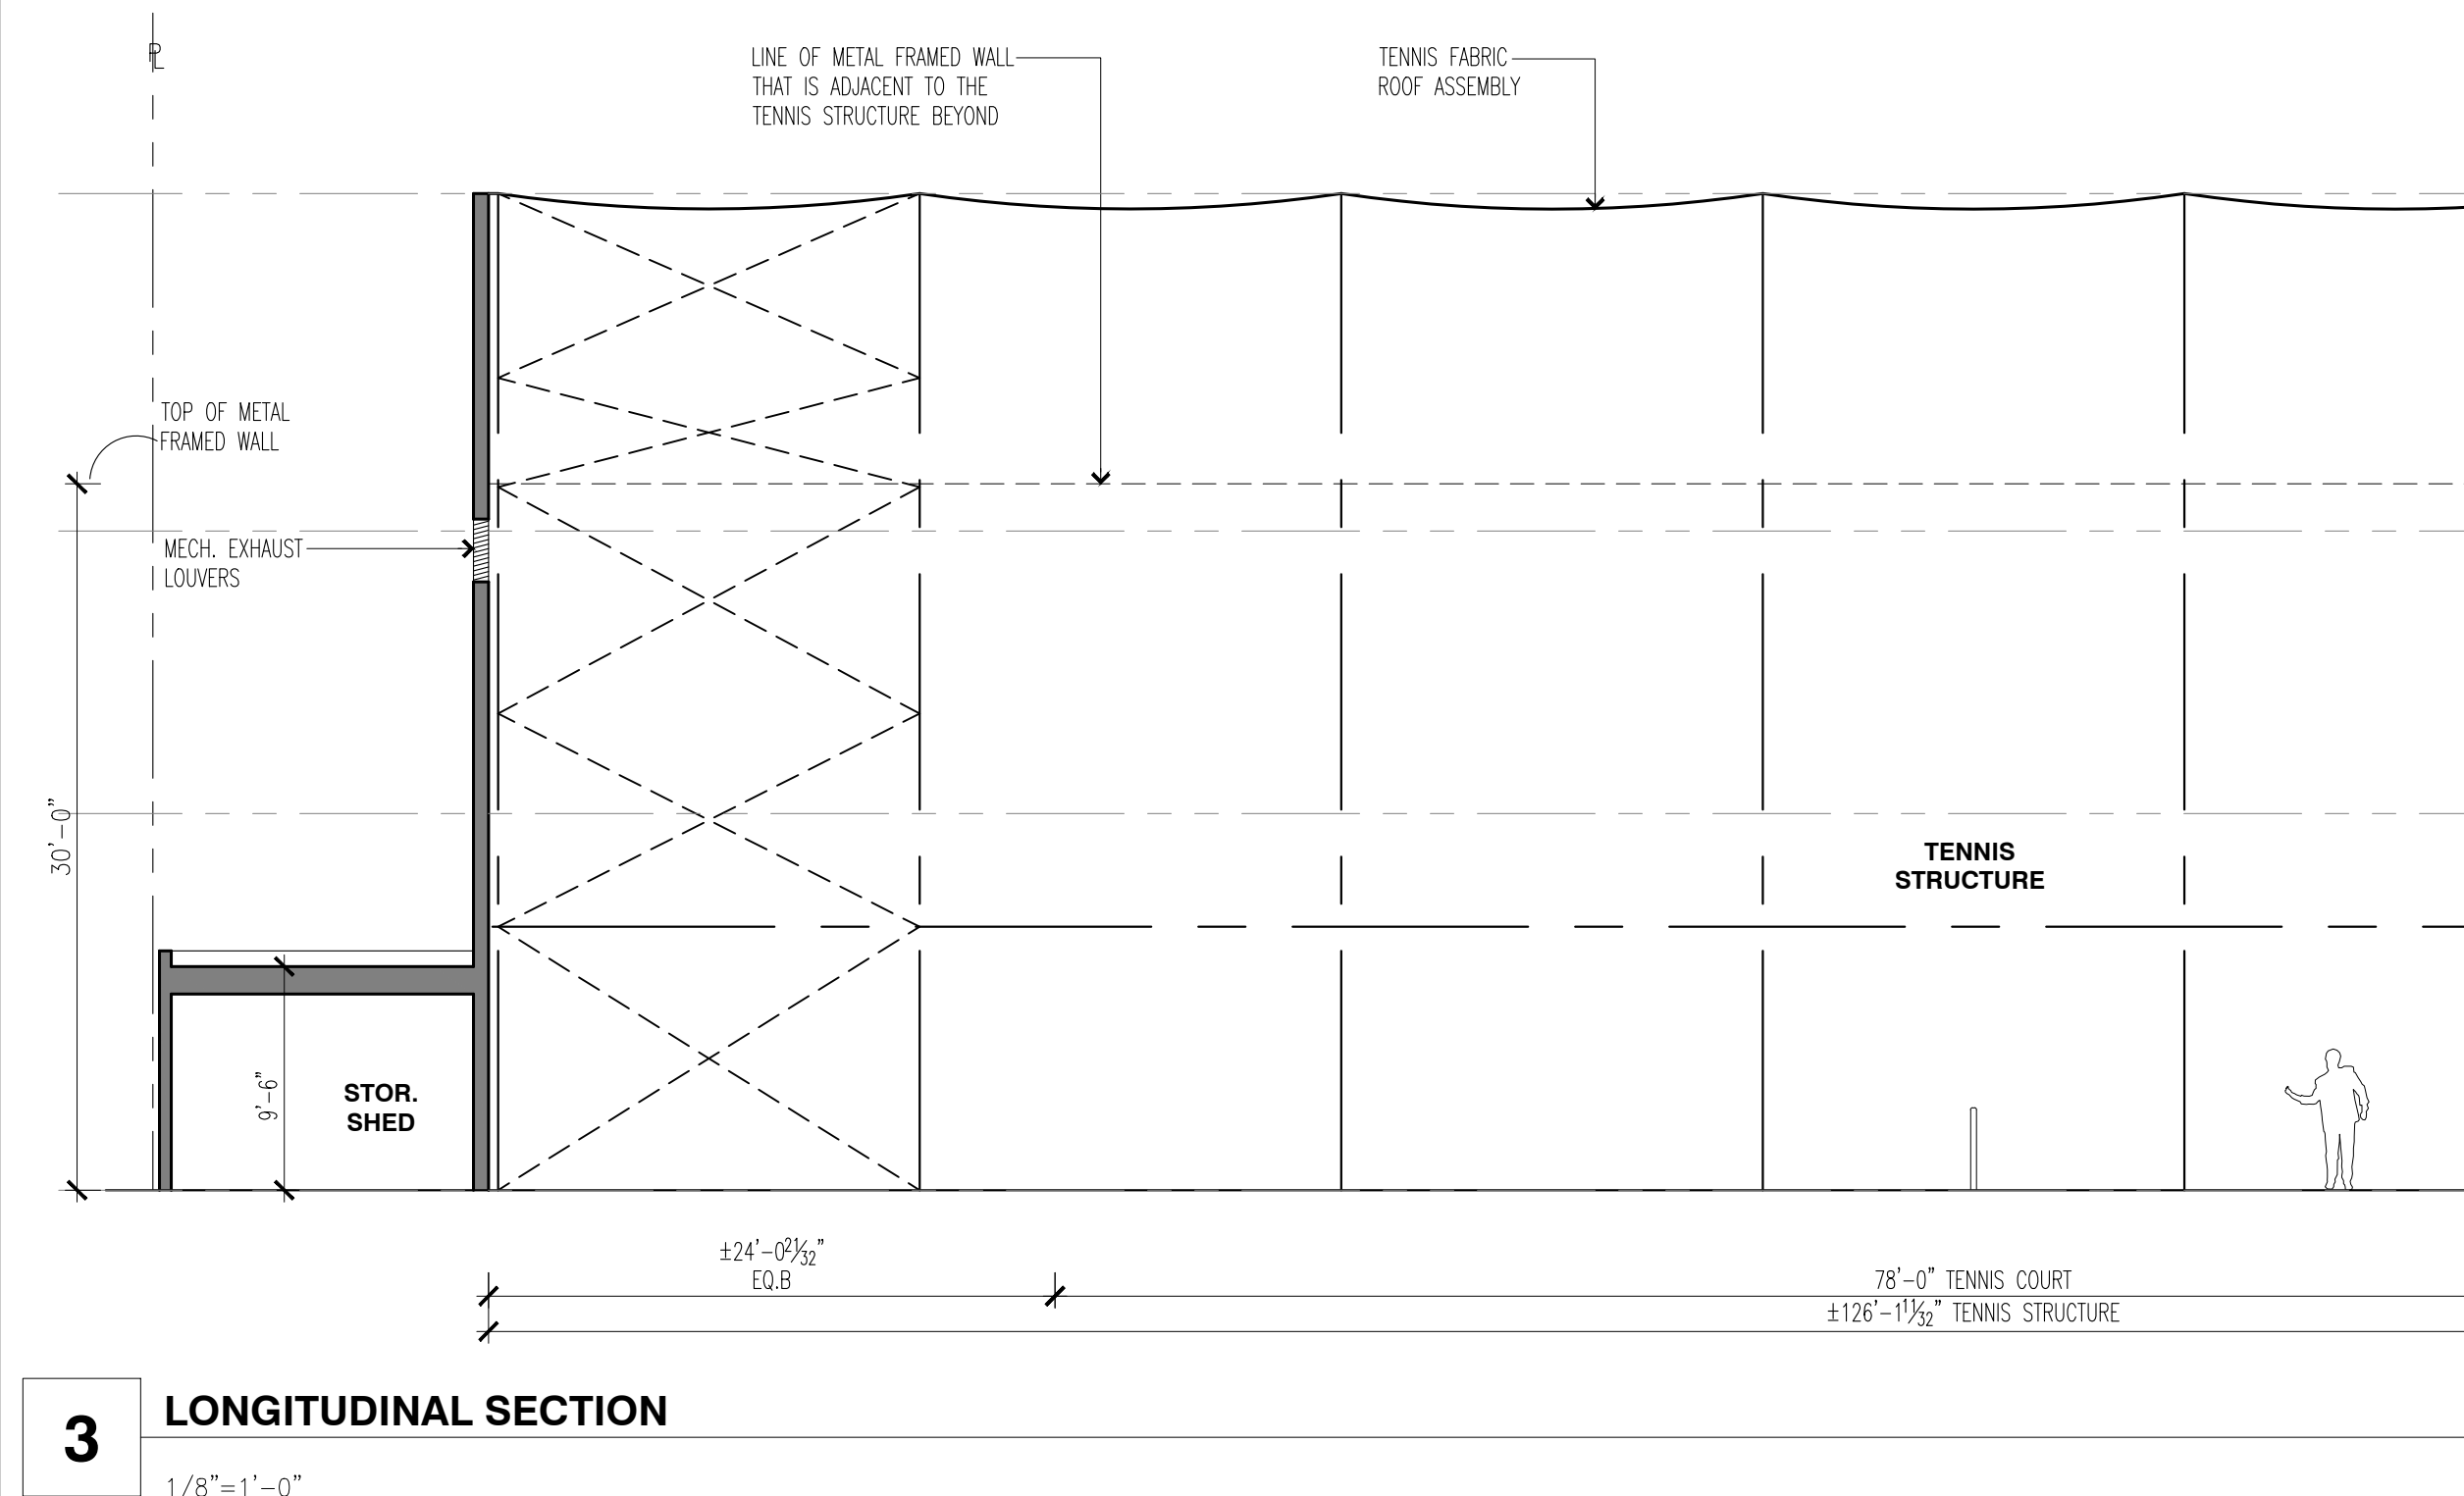 PL
LINE OF METAL FRAMED WALL
THAT IS ADJACENT TO THE
TENNIS STRUCTURE BEYOND
TENNIS FABRIC
ROOF ASSEMBLY
TOP OF METAL
FRAMED WALL
MECH. EXHAUST
LOUVERS
30'-0"
TENNIS
STRUCTURE
9'-6"
STOR.
SHED
±24'-0 21/32"
EQ.B
78'-0" TENNIS COURT
±126'-1 11/32" TENNIS STRUCTURE
3
LONGITUDINAL SECTION
1/8"=1'-0"